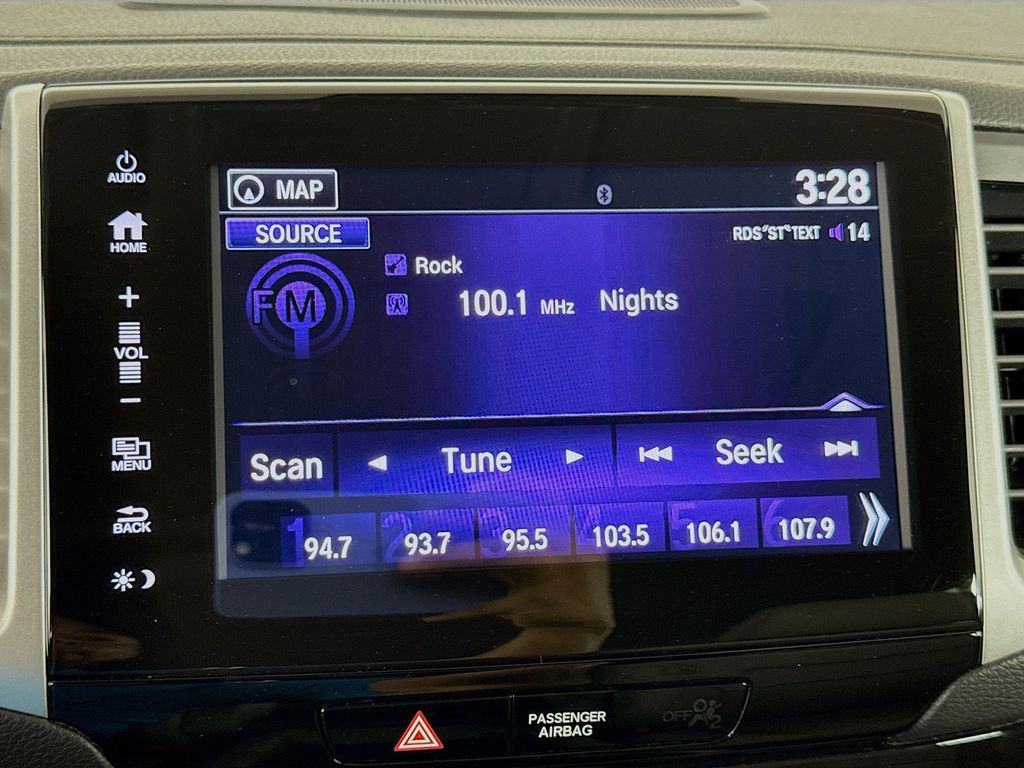 AUDIO
HOME
+
VOL
−
MENU
BACK
MAP
3:28
SOURCE
RDS "ST" TEXT 14
FM
Rock
100.1 MHz Nights
Scan ◄ Tune ► Seek
1 94.7 2 93.7 3 95.5 4 103.5 5 106.1 6 107.9
PASSENGER
AIRBAG
OFF 2